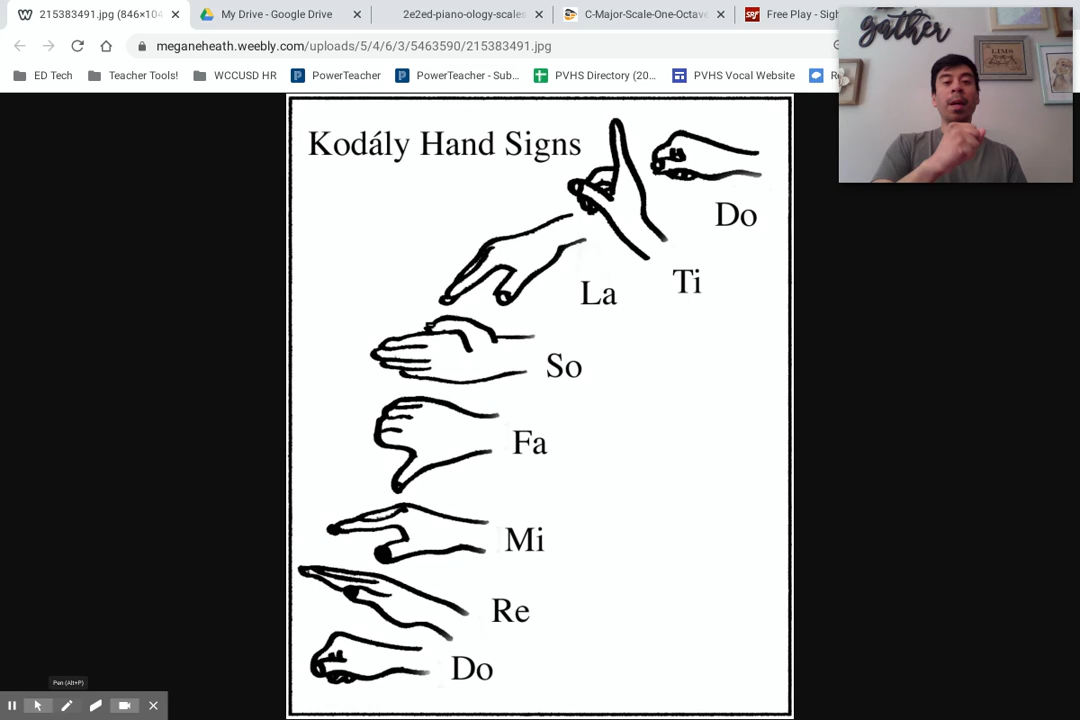 215383491.jpg (846×104
My Drive - Google Drive
2e2ed-piano-ology-scales
C-Major-Scale-One-Octave
Free Play - Sigh
meganeheath.weebly.com/uploads/5/4/6/3/5463590/215383491.jpg
ED Tech
Teacher Tools!
WCCUSD HR
PowerTeacher
PowerTeacher - Sub...
PVHS Directory (20...
PVHS Vocal Website
gather
LIMS
Kodály Hand Signs
Do
Ti
La
So
Fa
Mi
Re
Do
Pen (Alt+P)